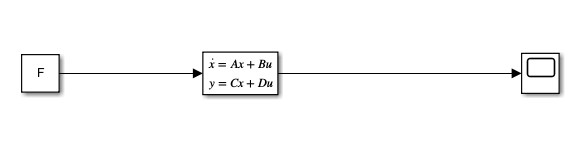 F
ẋ = Ax + Bu
y = Cx + Du